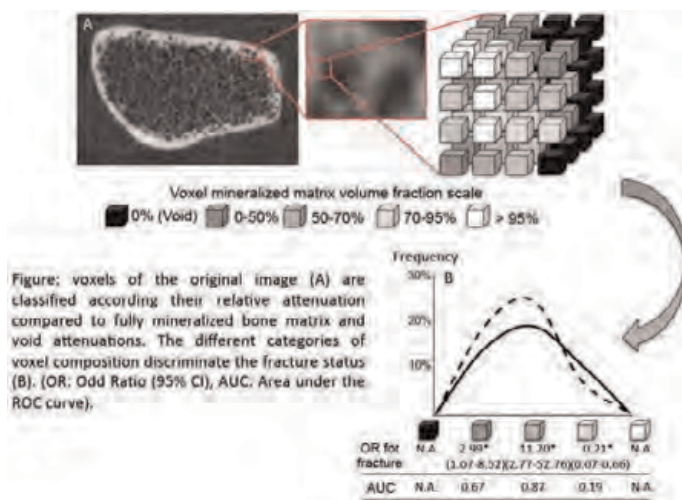 A
Voxel mineralized matrix volume fraction scale
0% (Void) 0-50% 50-70% 70-95% > 95%
Figure: voxels of the original image (A) are
classified according their relative attenuation
compared to fully mineralized bone matrix and
void attenuations. The different categories of
voxel composition discriminate the fracture status
(B). (OR: Odd Ratio (95% CI), AUC. Area under the
ROC curve).
Frequency
30%
B
20%
10%
OR for N.A. 2.99* 11.20* 0.21* N.A.
fracture (1.07-8.52)(2.77-52.76)(0.07-0.66)
AUC N.A. 0.67 0.82 0.19 N.A.